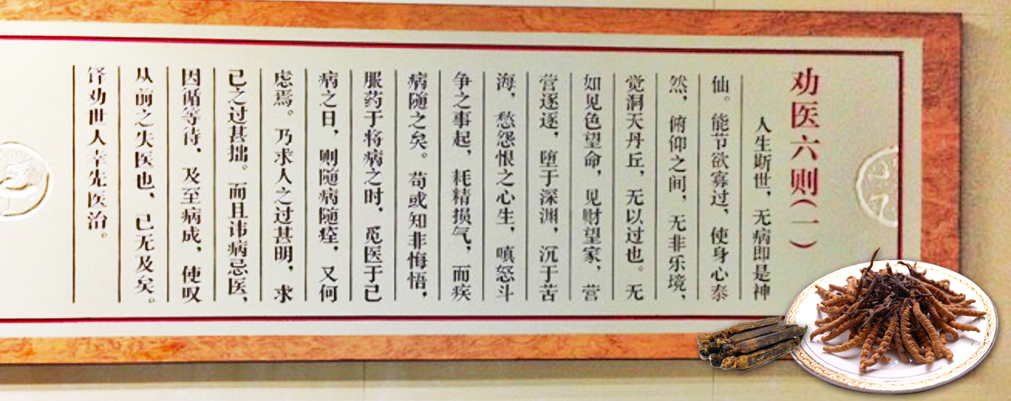 劝医六则(一)
人生斯世，无病即是神
仙。能节欲寡过，使身心泰
然，俯仰之间，无非乐境，
觉洞天丹丘，无以过也。无
如见色望命，见财望家，营
营逐逐，堕于深渊，沉于苦
海，愁怨恨之心生，嗔怒斗
争之事起，耗精损气，而疾
病随之矣。苟或知非悔悟，
服药于将病之时，觅医于已
病之日，则随病随痊，又何
虑焉。乃求人之过甚明，求
已之过甚拙。而且讳病忌医，
因循等待，及至病成，使叹
从前之失医也，已无及矣。
铎劝世人幸先医治。